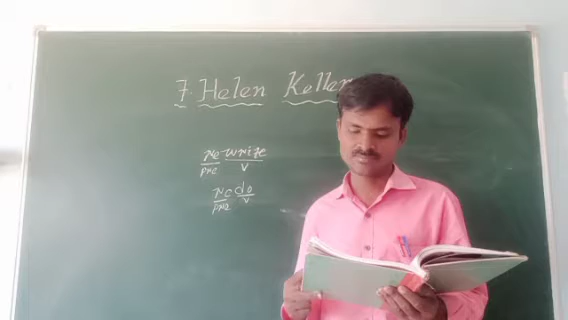 7. Helen Keller
re write
pre v
re do
pre v